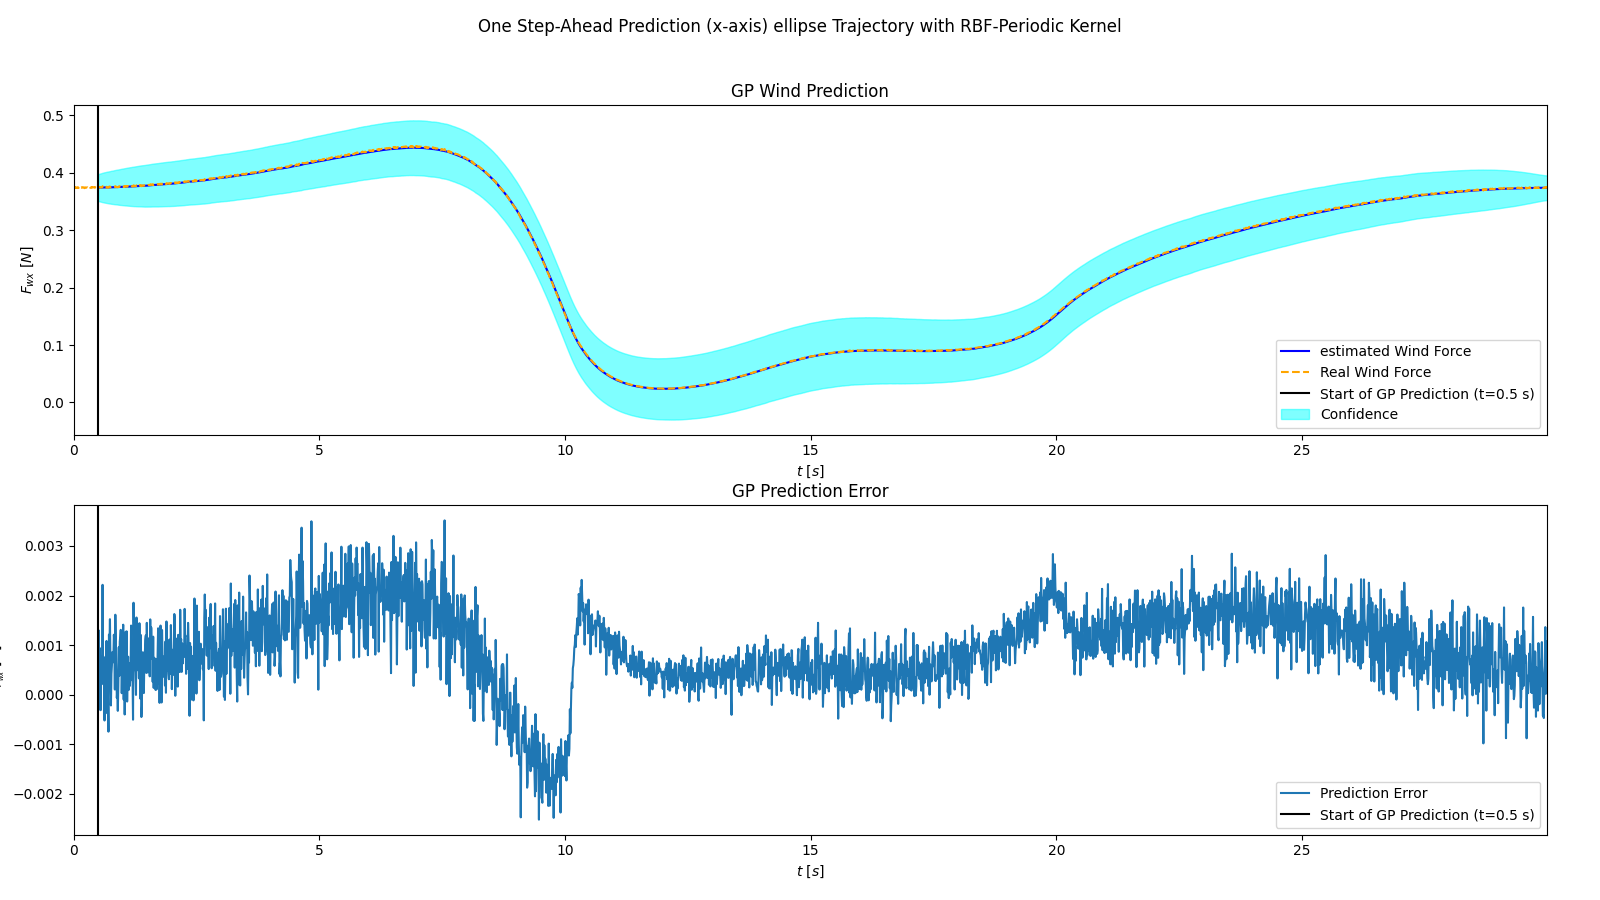 One Step-Ahead Prediction (x-axis) ellipse Trajectory with RBF-Periodic Kernel
GP Wind Prediction
0.5
0.4
0.3
0.2
0.1
0.0
F_wx [N]
estimated Wind Force
Real Wind Force
Start of GP Prediction (t=0.5 s)
Confidence
0 5 10 15 20 25
t [s]
GP Prediction Error
0.003
0.002
0.001
0.000
−0.001
−0.002
Prediction Error
Start of GP Prediction (t=0.5 s)
0 5 10 15 20 25
t [s]